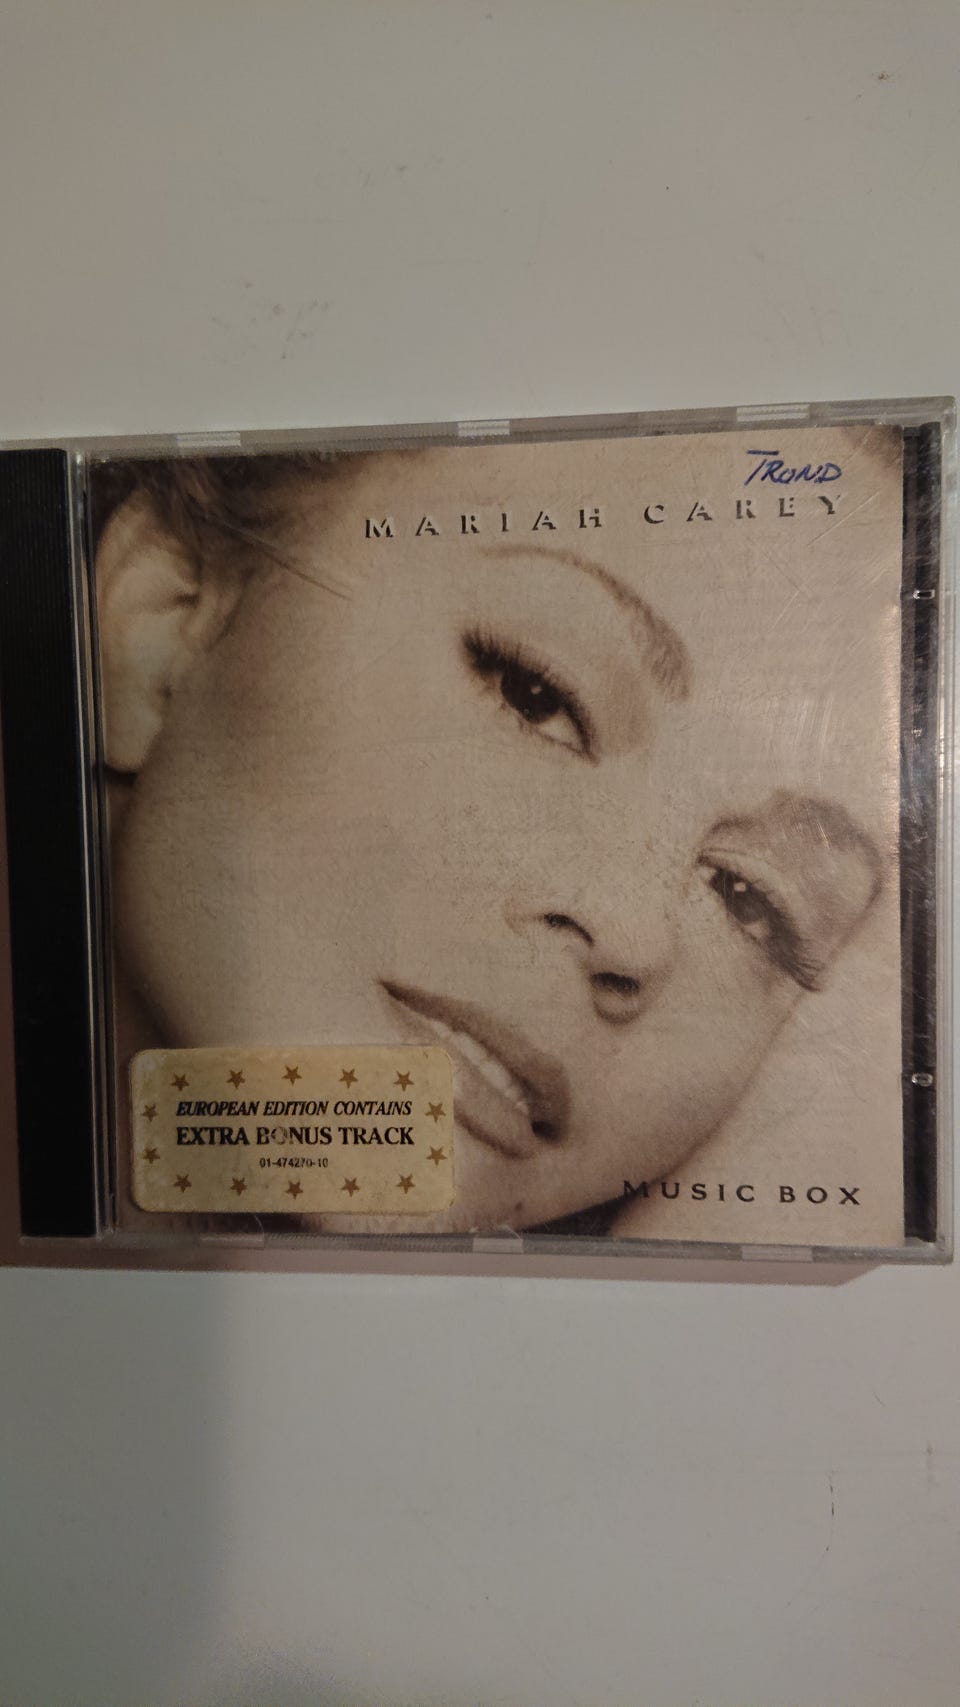 TROND
MARIAH CAREY
EUROPEAN EDITION CONTAINS
EXTRA BONUS TRACK
01-474270-10
MUSIC BOX